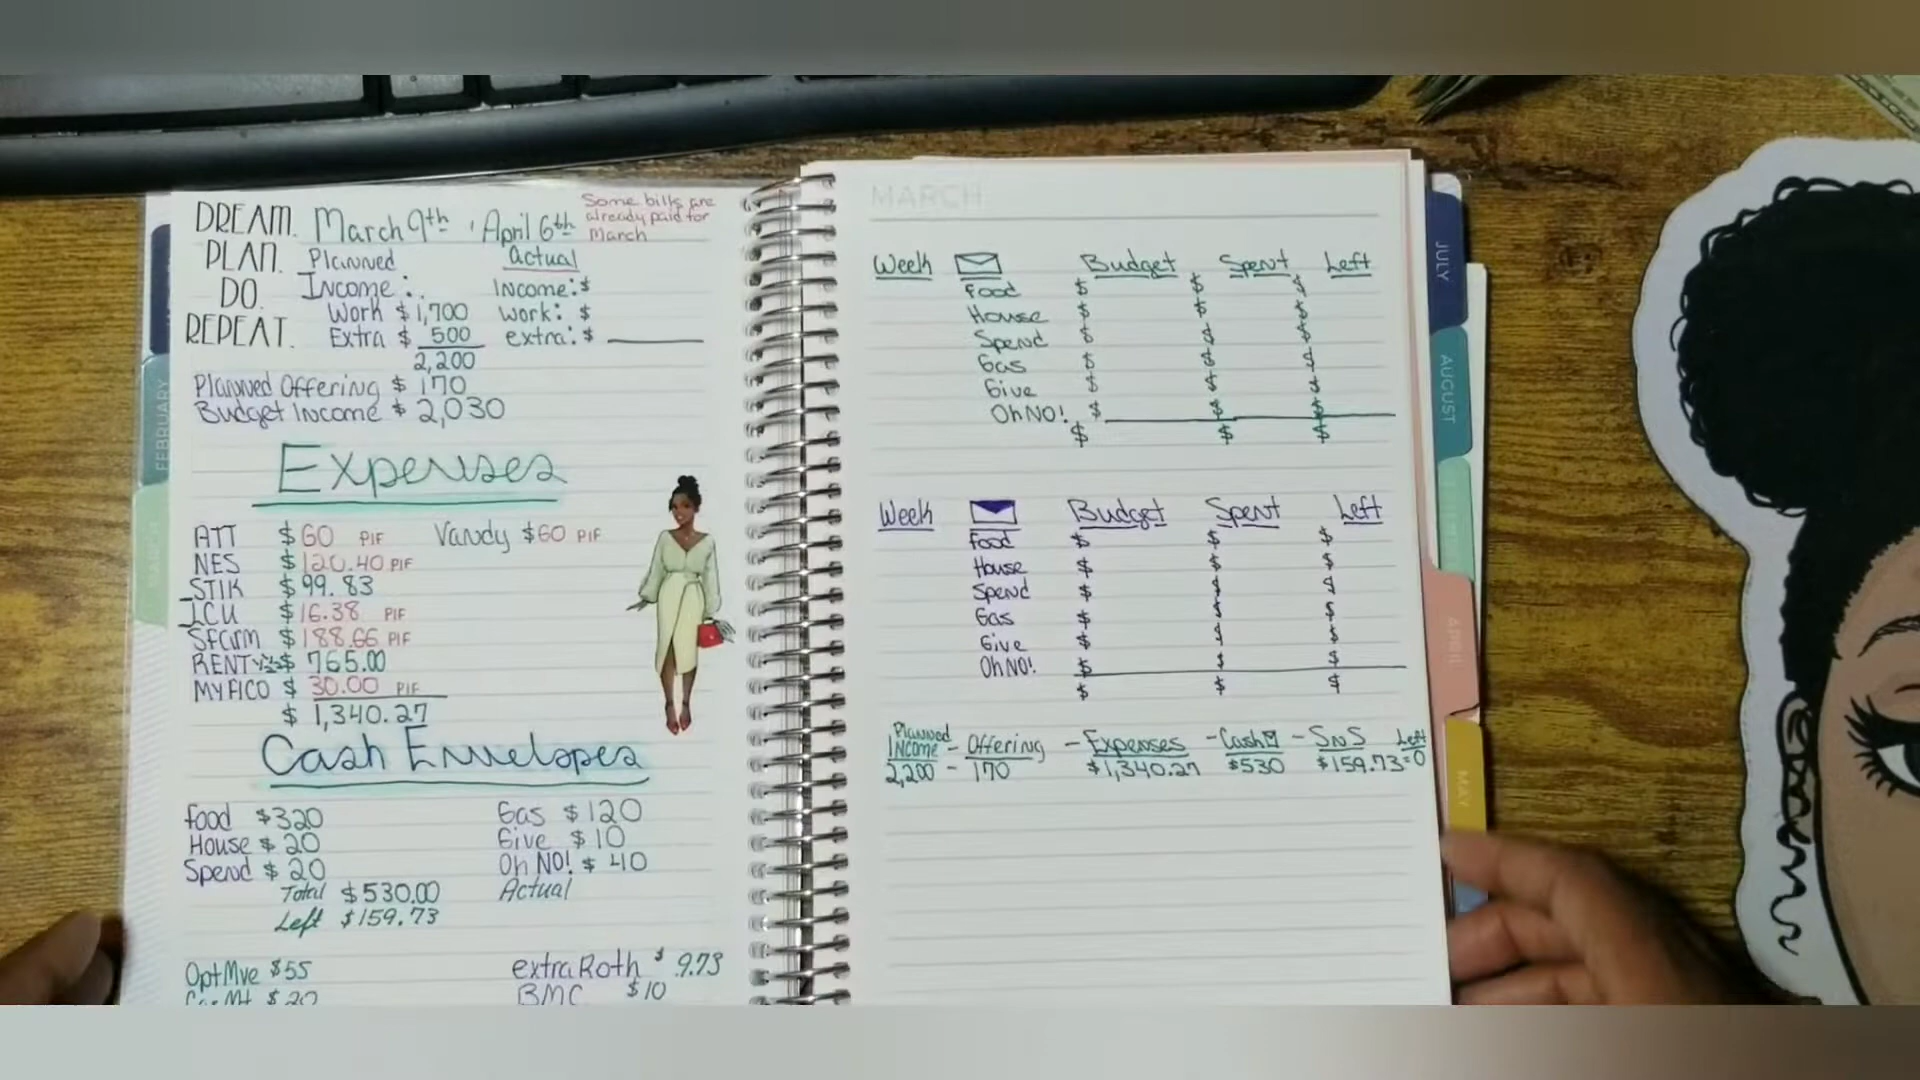 DREAM. March 9th, April 6th
Some bills are
already paid for
March
PLAN. Planned Actual
DO. Income: Income: $
Work $1,700 work: $
REPEAT. Extra $ 500 extra: $
2,200
Planned Offering $ 170
Budget Income $ 2,030
Expenses
ATT $60 PIF Vandy $60 PIF
NES $120.40 PIF
STIK $99.83
ICU $16.38 PIF
SFarm $188.66 PIF
RENT $765.00
MYFICO $30.00 PIF
$1,340.27
Cash Envelopes
Food $320 Gas $120
House $20 Give $10
Spend $20 Oh NO! $40
Total $530.00 Actual
Left $159.73
OptMve $55 extra Roth $9.73
BMC $10
MARCH
Week Budget Spent Left
Food $ $ $
House $ $ $
Spend $ $ $
Gas $ $ $
Give $ $ $
Oh NO! $ $ $
$ $ $
Week Budget Spent Left
Food $ $ $
House $ $ $
Spend $ $ $
Gas $ $ $
Give $ $ $
Oh NO! $ $ $
$ $ $
Planned
Income - Offering - Expenses - Cash - SNS Left
2,200 - 170 $1,340.27 $530 $159.73=0
FEBRUARY
MARCH
JULY
AUGUST
APRIL
MAY